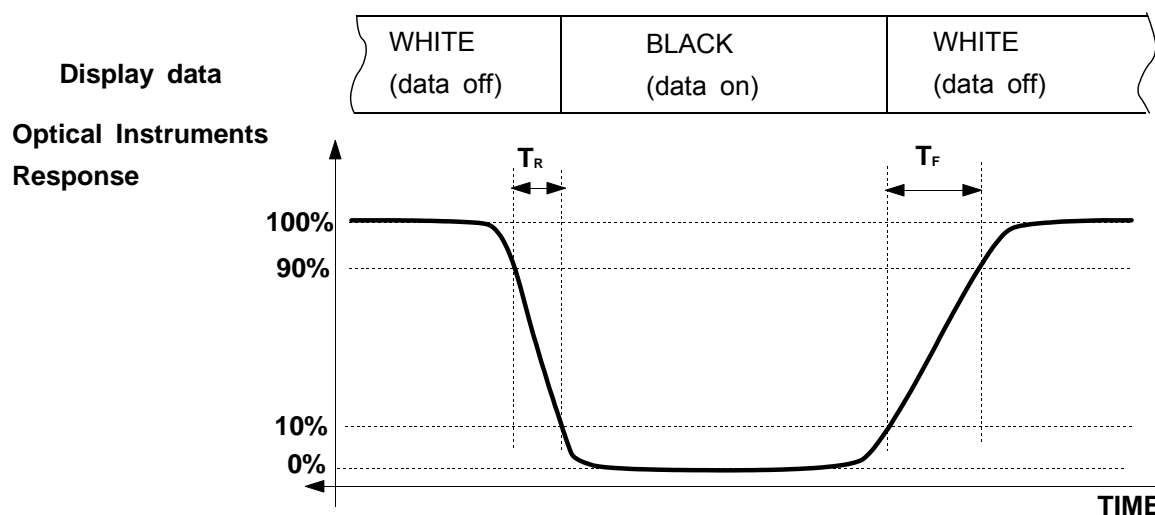 WHITE BLACK WHITE
Display data
(data off) (data on) (data off)
Optical Instruments
Response
TR TF
100%
90%
10%
0%
TIME